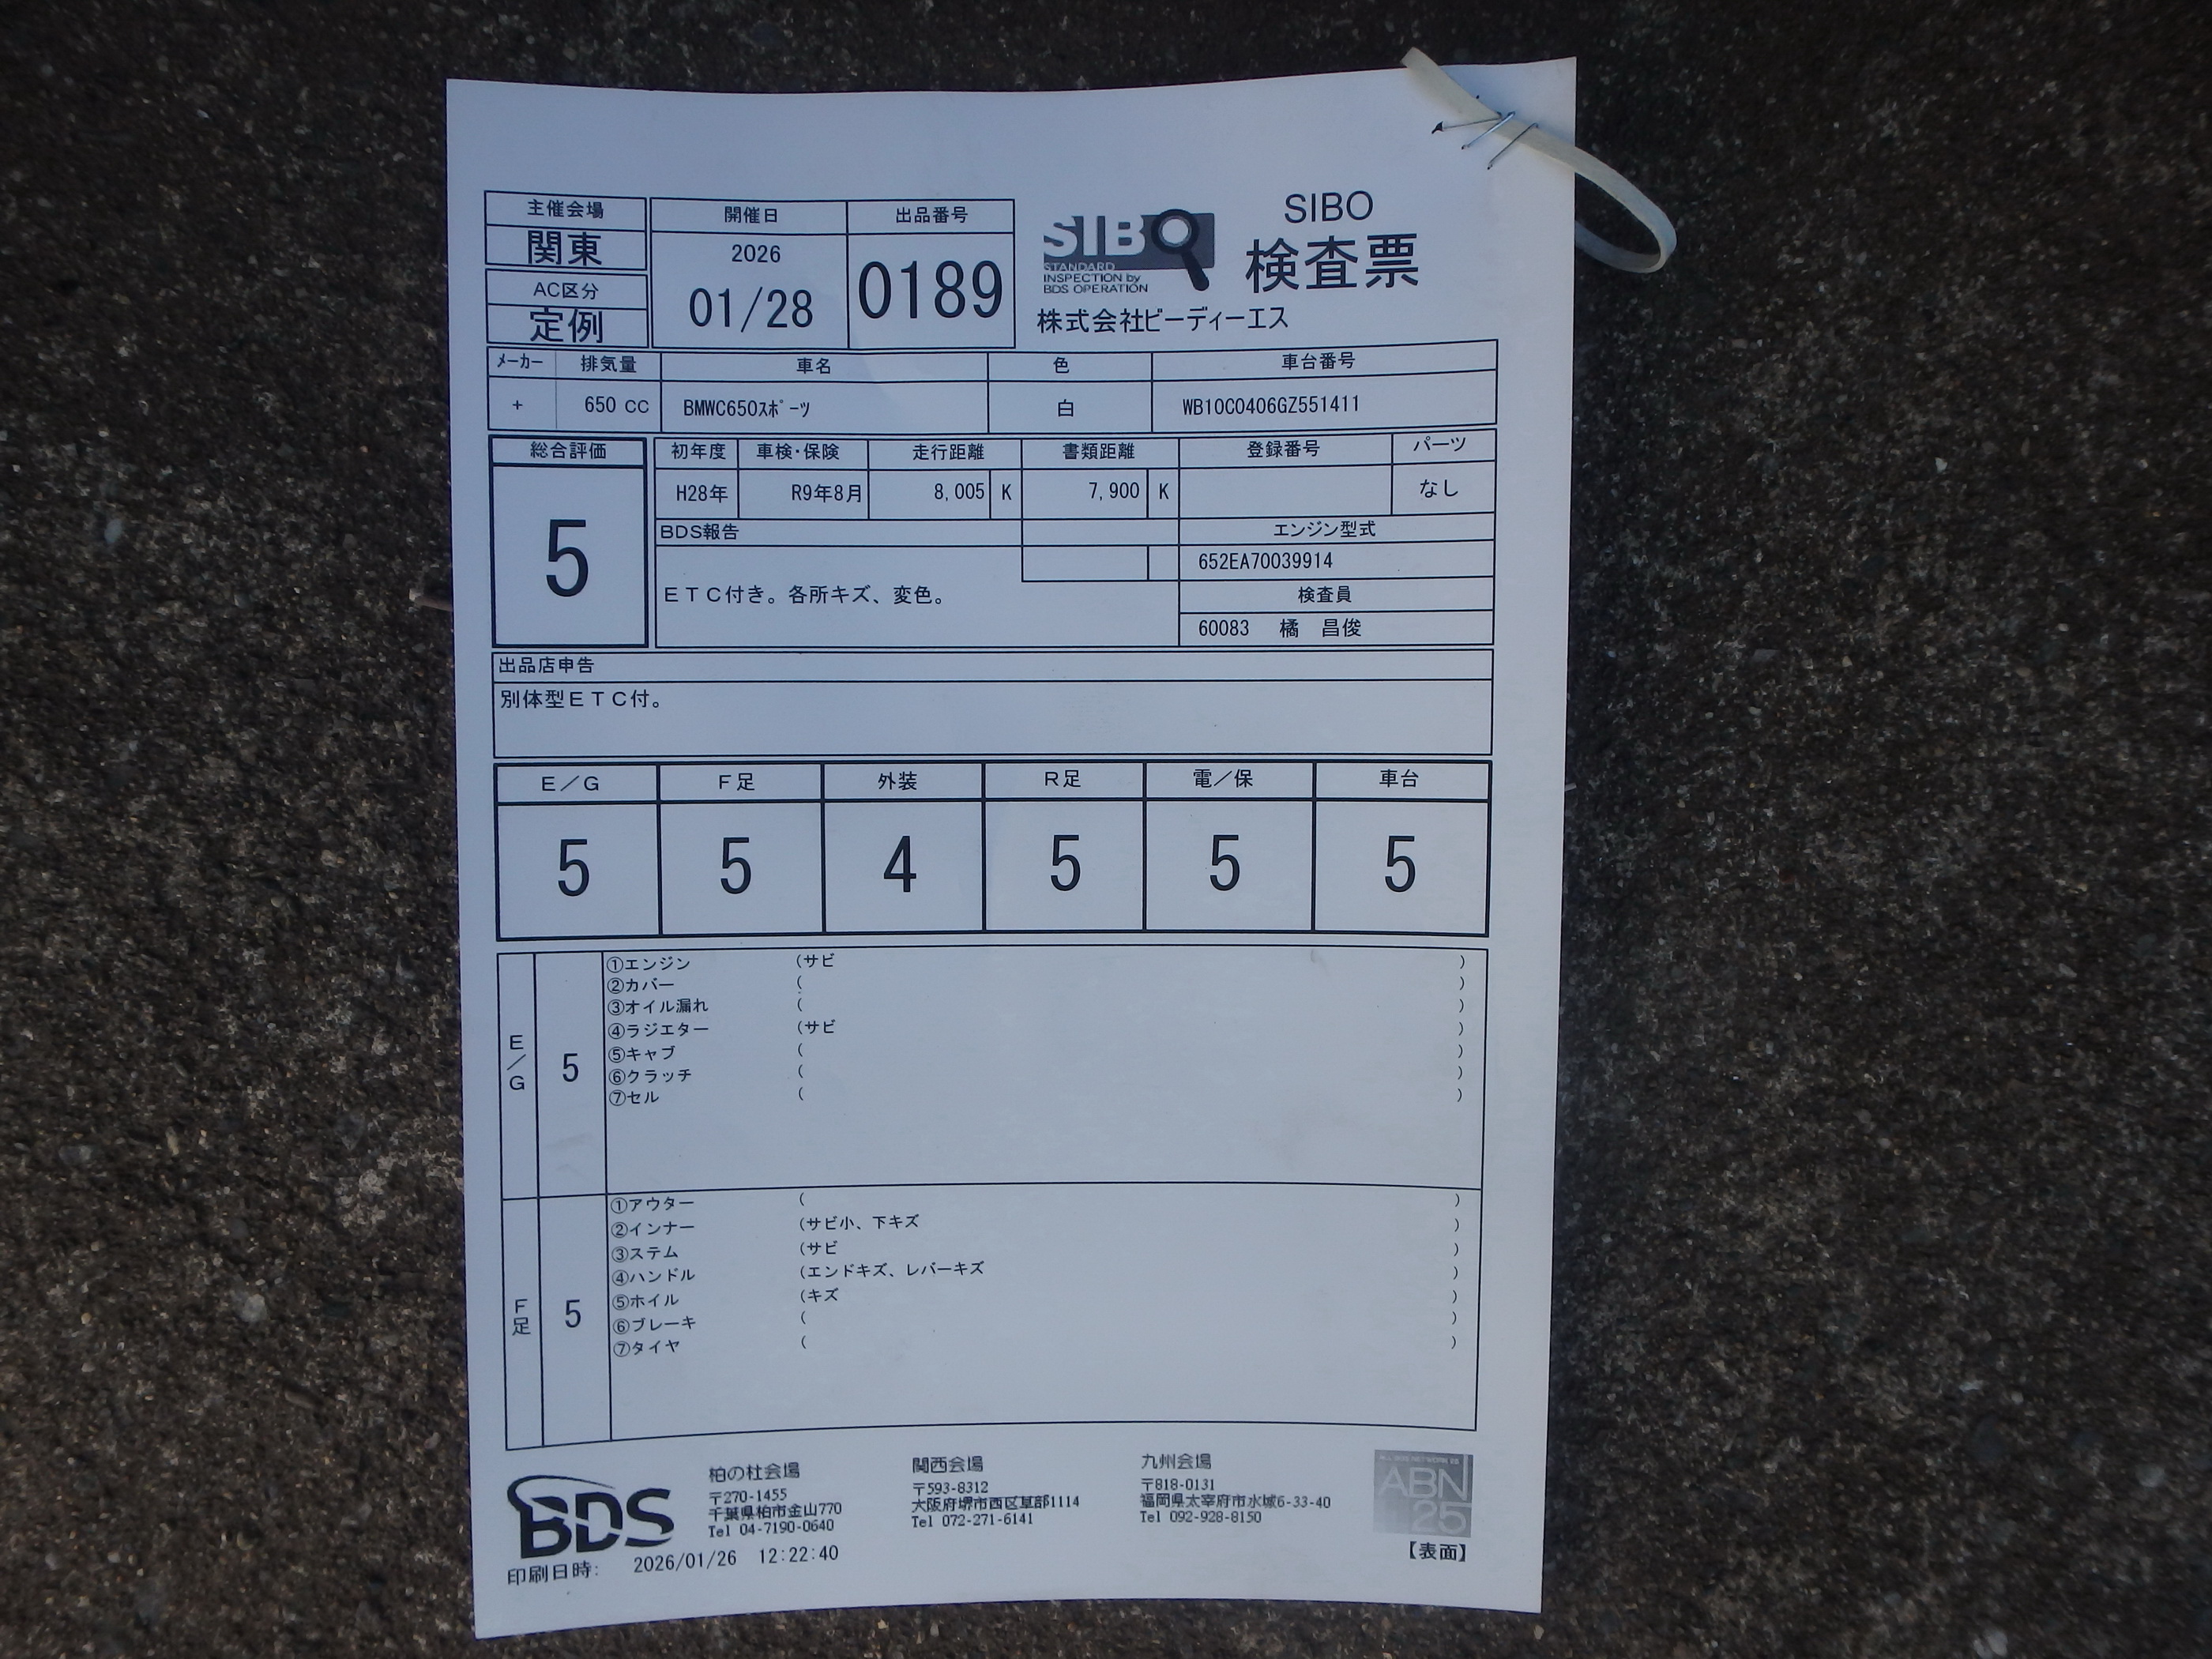 主催会場
関東
AC区分
定例
開催日
2026
01/28
出品番号
0189
SIBO
STANDARD
INSPECTION by
BDS OPERATION
SIBO
検査票
株式会社ビーディーエス
メーカー 排気量 車名 色 車台番号
+ 650 CC BMWC650スポーツ 白 WB10C0406GZ551411
総合評価
5
初年度 車検・保険 走行距離 書類距離 登録番号 パーツ
H28年 R9年8月 8,005 K 7,900 K なし
BDS報告
ETC付き。各所キズ、変色。
エンジン型式
652EA70039914
検査員
60083 橘 昌俊
出品店申告
別体型ETC付。
E/G F足 外装 R足 電/保 車台
5 5 4 5 5 5
E/G
5
①エンジン (サビ )
②カバー ( )
③オイル漏れ ( )
④ラジエター (サビ )
⑤キャブ ( )
⑥クラッチ ( )
⑦セル ( )
F足
5
①アウター ( )
②インナー (サビ小、下キズ )
③ステム (サビ )
④ハンドル (エンドキズ、レバーキズ )
⑤ホイル (キズ )
⑥ブレーキ ( )
⑦タイヤ ( )
BDS
柏の杜会場
〒270-1455
千葉県柏市金山770
Tel 04-7190-0640
関西会場
〒593-8312
大阪府堺市西区草部1114
Tel 072-271-6141
九州会場
〒818-0131
福岡県太宰府市水城6-33-40
Tel 092-928-8150
ABN
25
【表面】
印刷日時: 2026/01/26 12:22:40